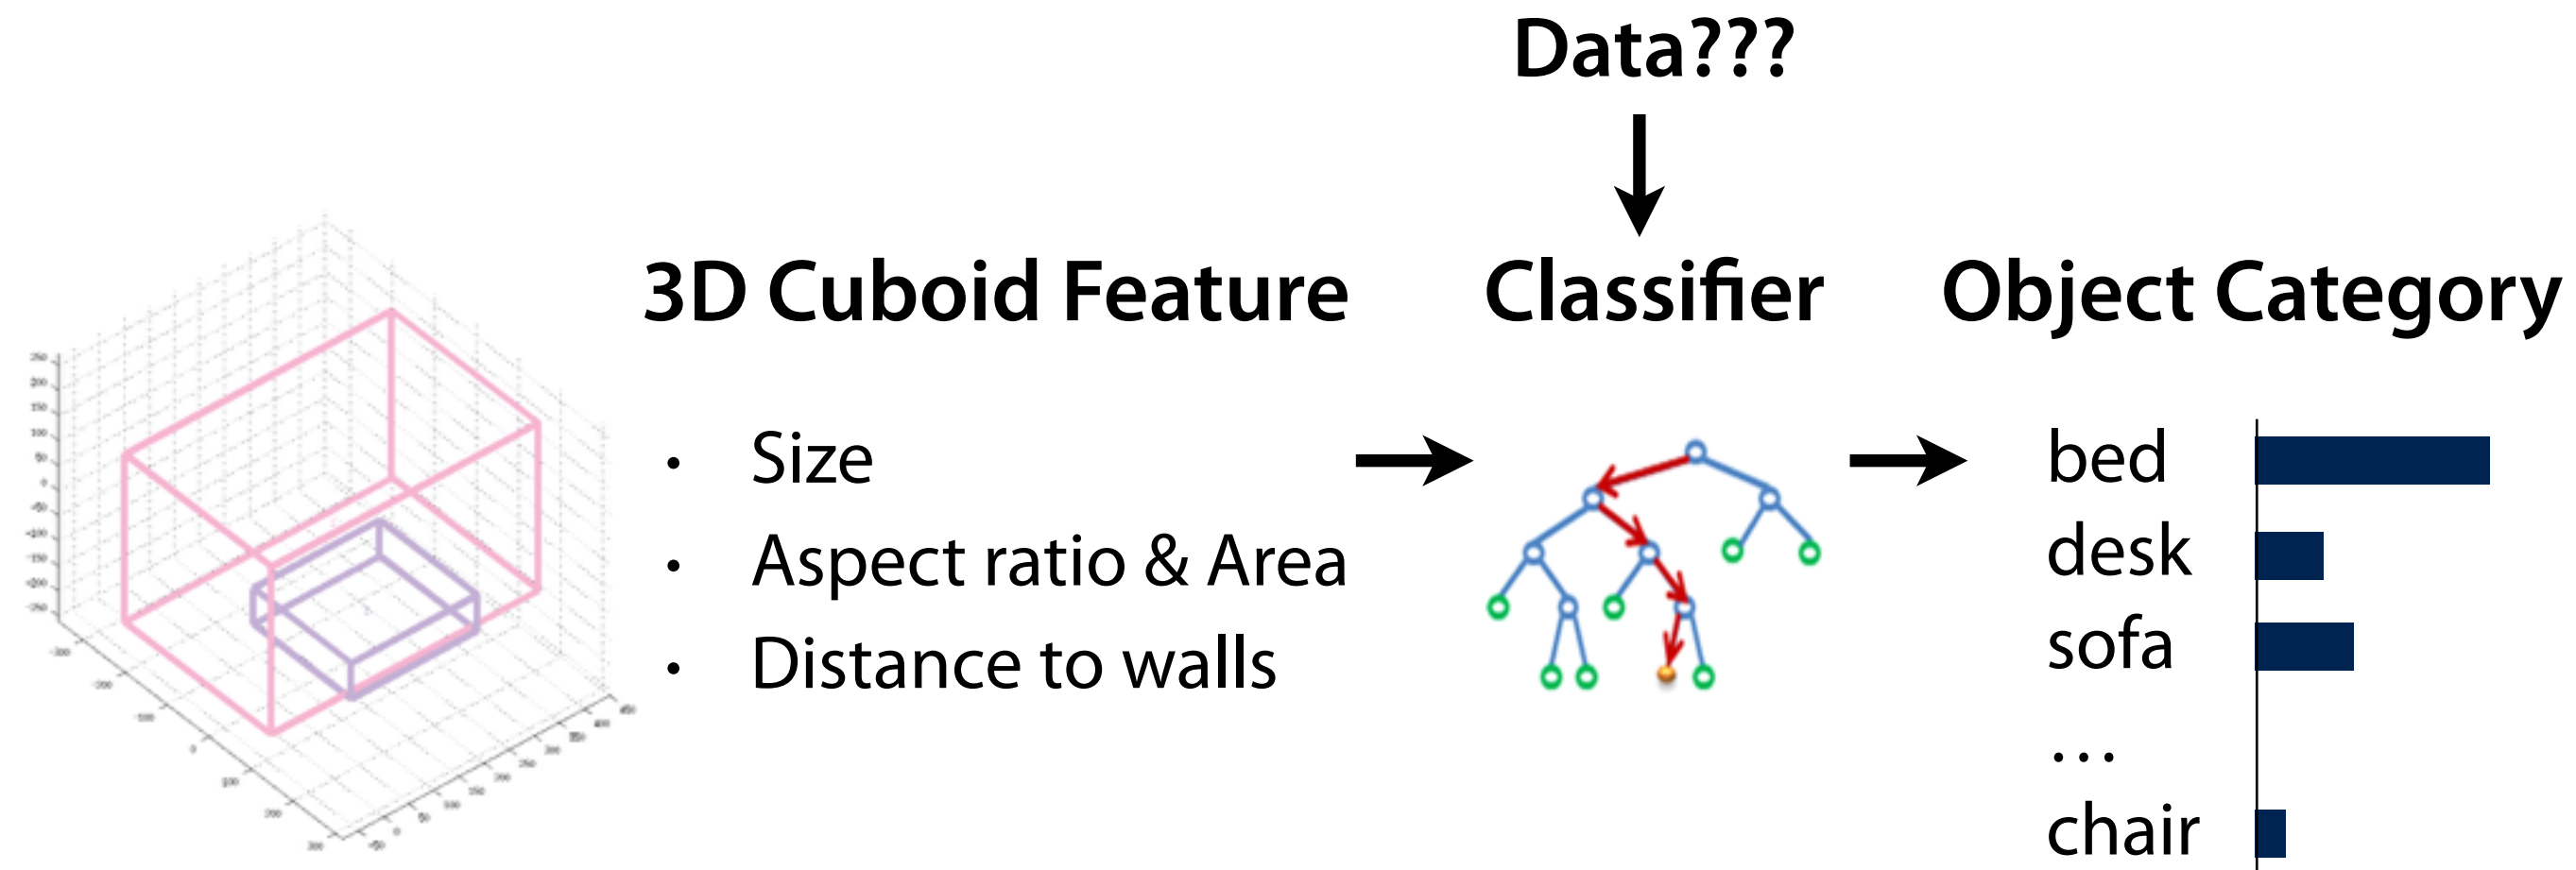 Data???
3D Cuboid Feature
• Size
• Aspect ratio & Area
• Distance to walls
Classifier
Object Category
bed
desk
sofa
...
chair